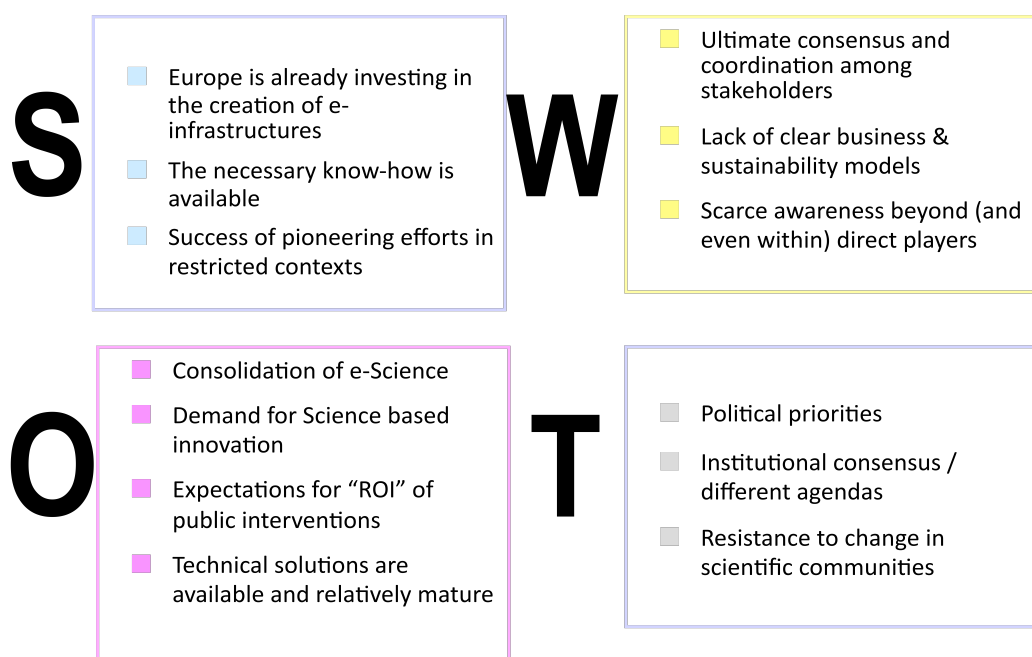 S
Europe is already investing in
the creation of e-
infrastructures
The necessary know-how is
available
Success of pioneering efforts in
restricted contexts
W
Ultimate consensus and
coordination among
stakeholders
Lack of clear business &
sustainability models
Scarce awareness beyond (and
even within) direct players
O
Consolidation of e-Science
Demand for Science based
innovation
Expectations for “ROI” of
public interventions
Technical solutions are
available and relatively mature
T
Political priorities
Institutional consensus /
different agendas
Resistance to change in
scientific communities